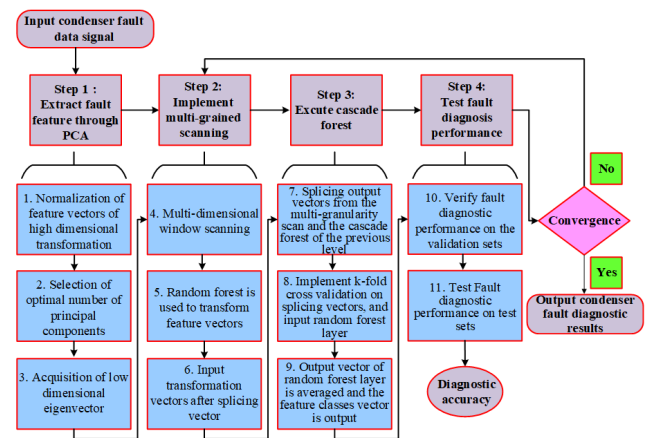 Input condenser fault
data signal
Step 1 :
Extract fault
feature through
PCA
Step 2:
Implement
multi-grained
scanning
Step 3:
Excute cascade
forest
Step 4:
Test fault
diagnosis
performance
1. Normalization of
feature vectors of
high dimensional
transformation
2. Selection of
optimal number of
principal
components
3. Acquisition of low
dimensional
eigenvector
4. Multi-dimensional
window scanning
5. Random forest is
used to transform
feature vectors
6. Input
transformation
vectors after splicing
vector
7. Splicing output
vectors from the
multi-granularity
scan and the cascade
forest of the previous
level
8. Implement k-fold
cross validation on
splicing vectors, and
input random forest
layer
9. Output vector of
random forest layer
is averaged and the
feature classes vector
is output
10. Verify fault
diagnostic
performance on the
validation sets
11. Test Fault
diagnostic
performance on test
sets
Diagnostic
accuracy
No
Convergence
Yes
Output condenser
fault diagnostic
results